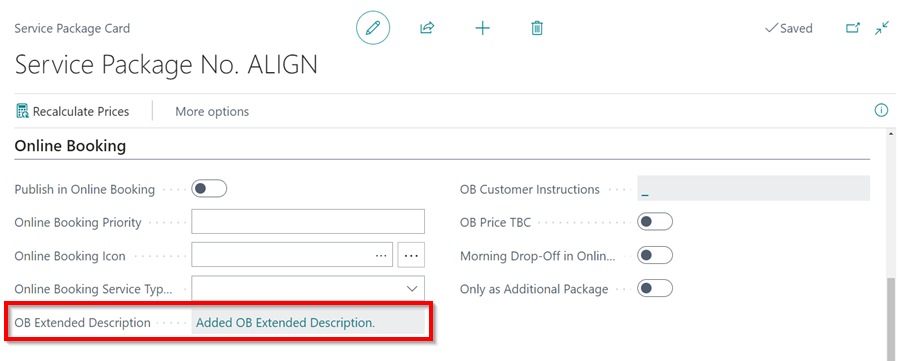 Service Package Card
Saved
Service Package No. ALIGN
Recalculate Prices
More options
Online Booking
Publish in Online Booking
Online Booking Priority
Online Booking Icon
Online Booking Service Typ...
OB Extended Description
Added OB Extended Description.
OB Customer Instructions
_
OB Price TBC
Morning Drop-Off in Onlin...
Only as Additional Package